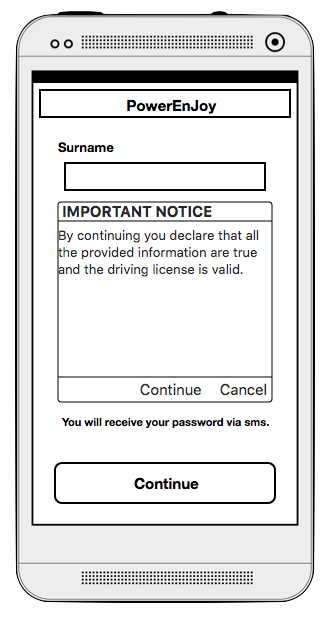 PowerEnJoy
Surname
IMPORTANT NOTICE
By continuing you declare that all
the provided information are true
and the driving license is valid.
Continue Cancel
You will receive your password via sms.
Continue